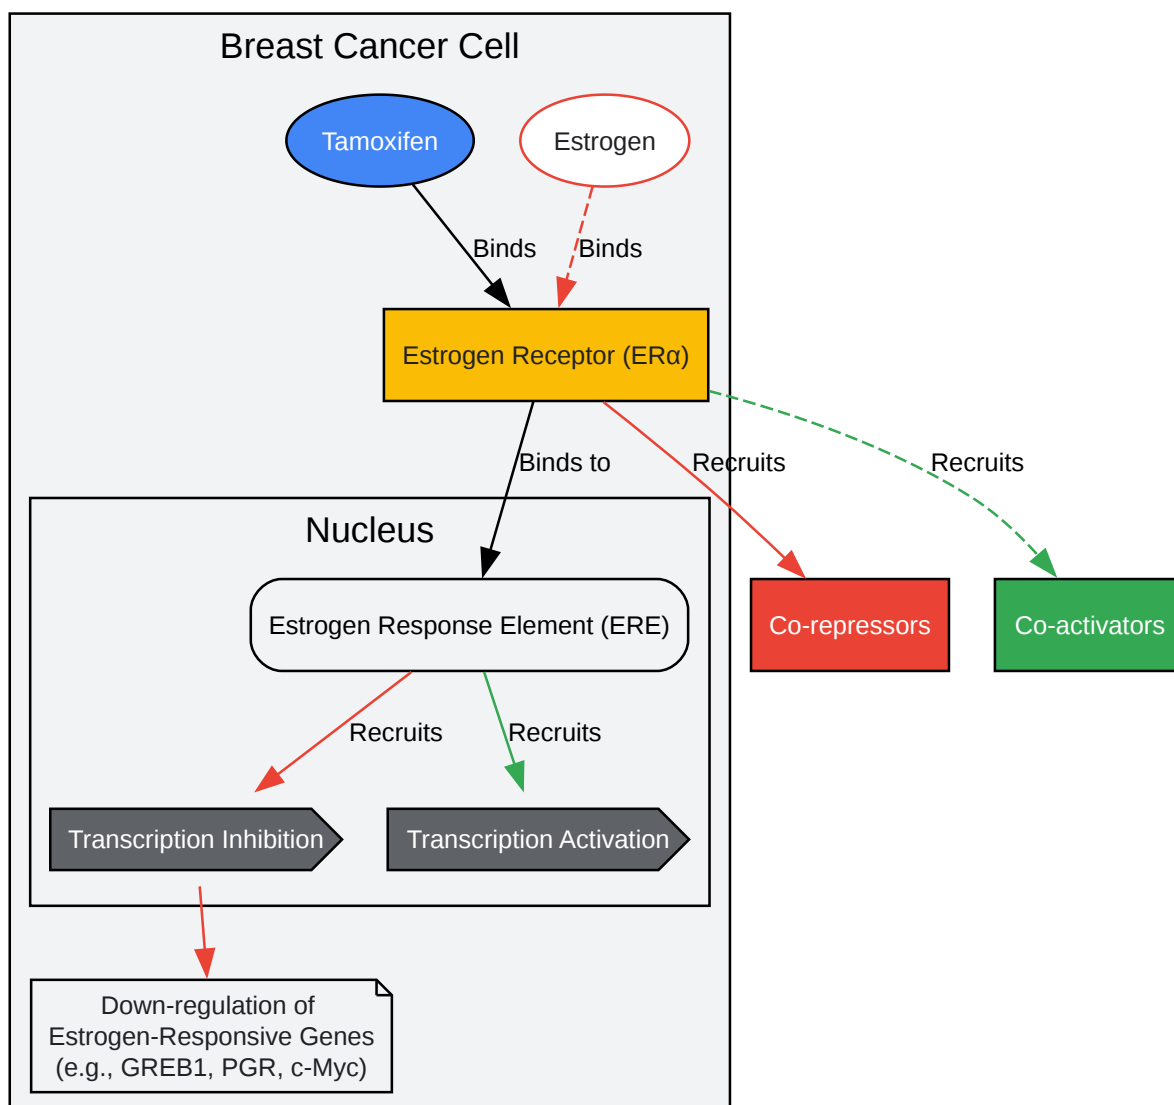 Breast Cancer Cell
Tamoxifen
Estrogen
Binds
Binds
Estrogen Receptor (ERα)
Binds to
Recruits
Recruits
Nucleus
Estrogen Response Element (ERE)
Co-repressors
Co-activators
Recruits
Recruits
Transcription Inhibition
Transcription Activation
Down-regulation of
Estrogen-Responsive Genes
(e.g., GREB1, PGR, c-Myc)